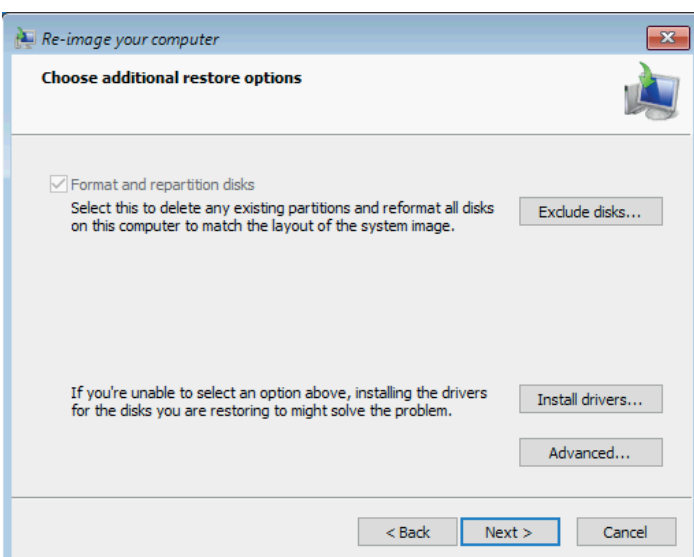 Re-image your computer
Choose additional restore options
Format and repartition disks
Select this to delete any existing partitions and reformat all disks
on this computer to match the layout of the system image.
Exclude disks...
If you're unable to select an option above, installing the drivers
for the disks you are restoring to might solve the problem.
Install drivers...
Advanced...
< Back
Next >
Cancel